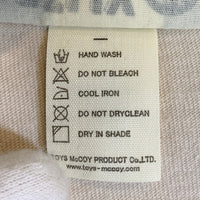 HAND WASH
DO NOT BLEACH
COOL IRON
DO NOT DRYCLEAN
DRY IN SHADE
TOYS McCOY PRODUCT Co.,LTD.
www.toys-mccoy.com